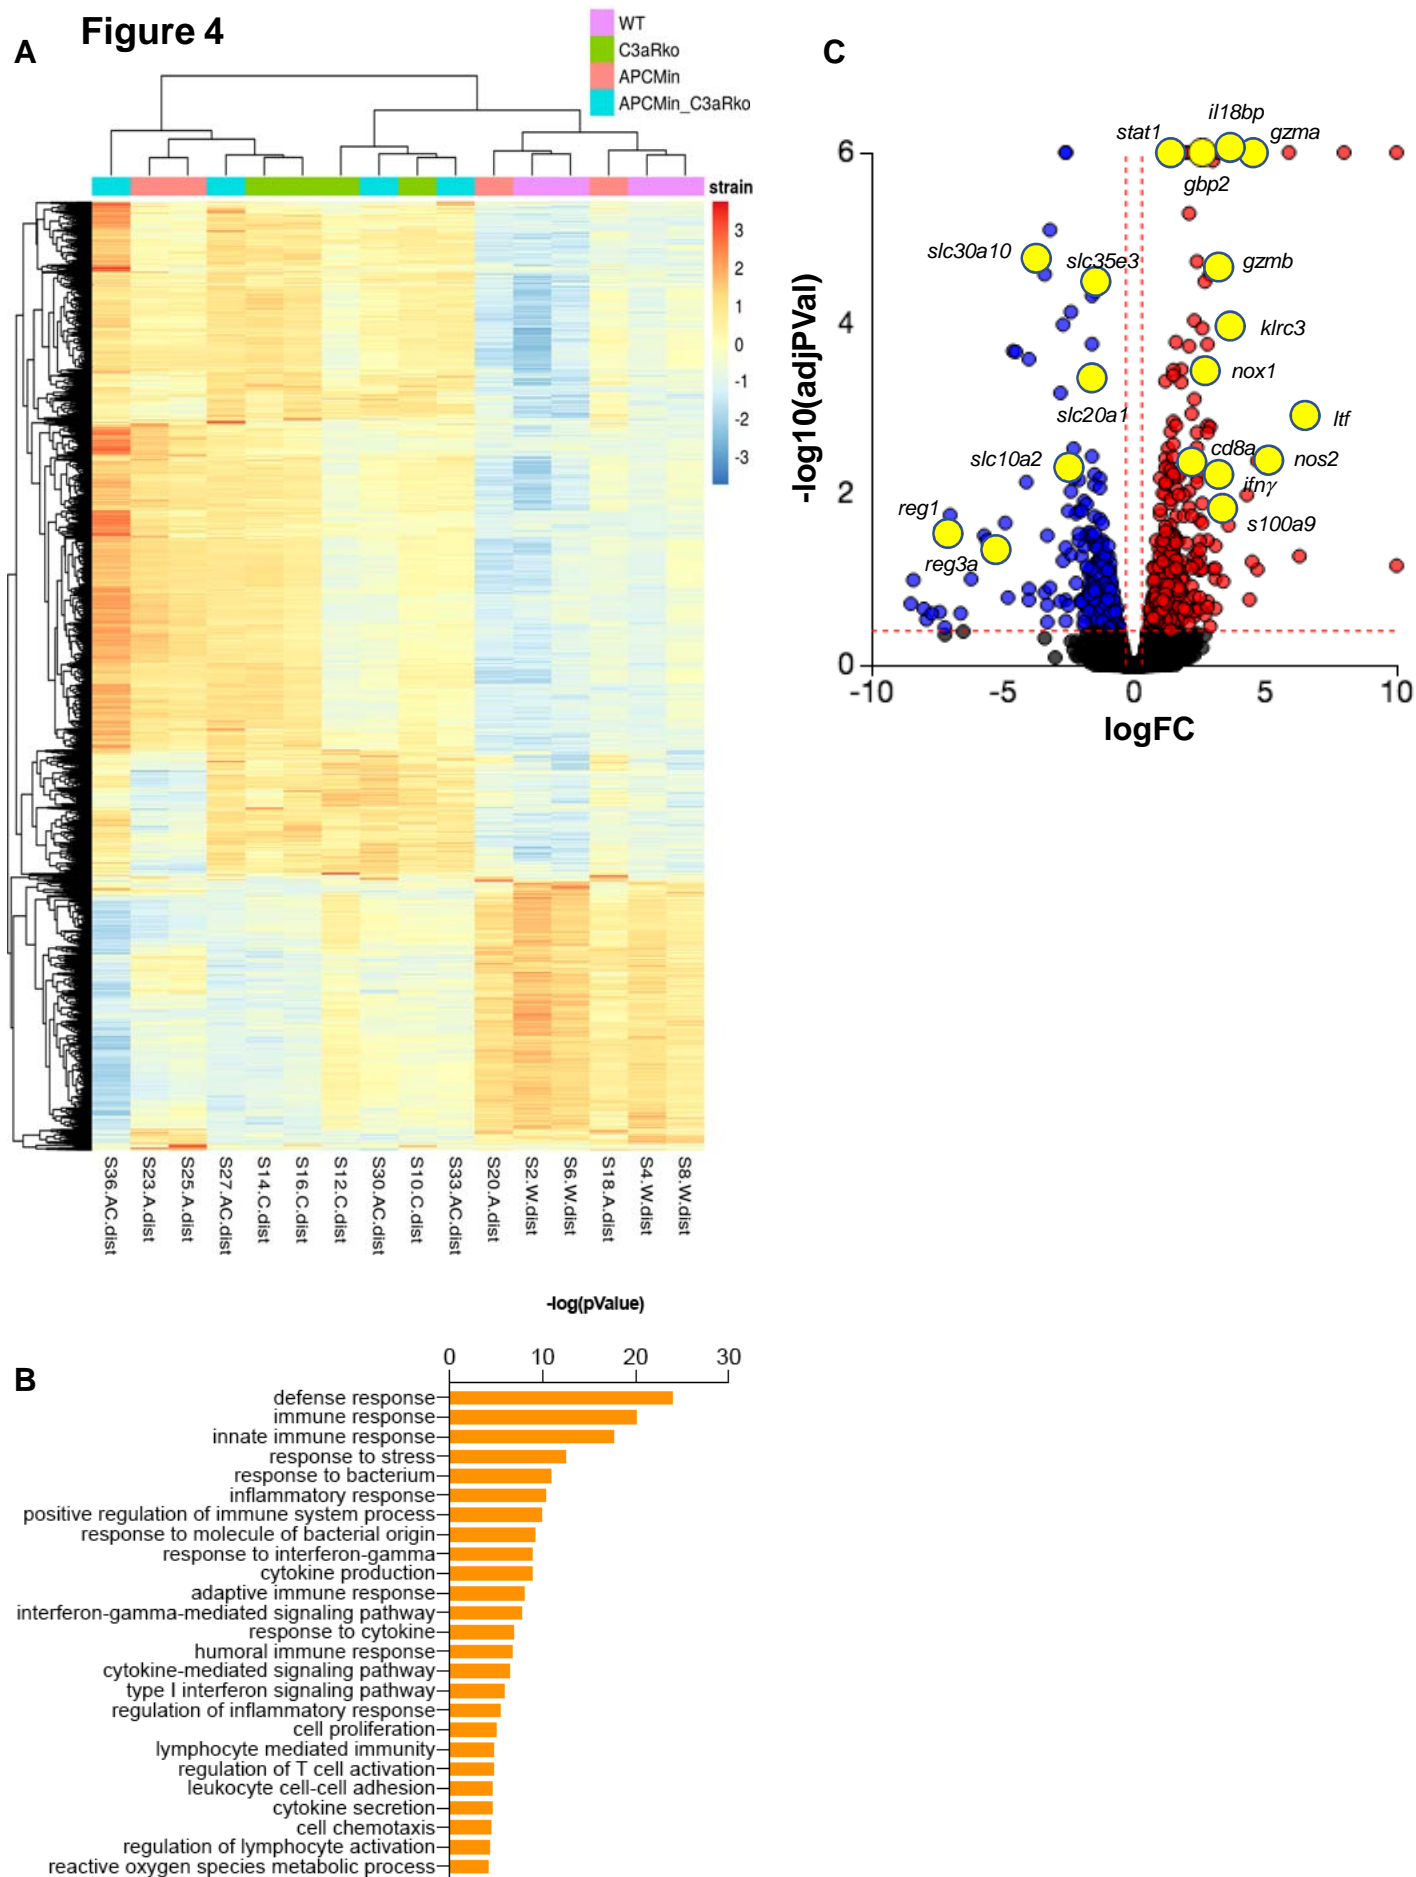 Figure 4
A
WT
C3aRko
APCMin
APCMin_C3aRko
strain
3
2
1
0
-1
-2
-3
S36.AC.dist
S23.A.dist
S25.A.dist
S27.AC.dist
S14.C.dist
S16.C.dist
S12.C.dist
S30.AC.dist
S10.C.dist
S33.AC.dist
S20.A.dist
S2.W.dist
S6.W.dist
S18.A.dist
S4.W.dist
S8.W.dist
C
-log10(adjPVal)
6
4
2
0
-10
-5
0
5
10
logFC
il18bp
stat1
gzma
gbp2
slc30a10
slc35e3
gzmb
klrc3
nox1
slc20a1
ltf
slc10a2
cd8a
nos2
ifnγ
reg1
s100a9
reg3a
B
-log(pValue)
0
10
20
30
defense response
immune response
innate immune response
response to stress
response to bacterium
inflammatory response
positive regulation of immune system process
response to molecule of bacterial origin
response to interferon-gamma
cytokine production
adaptive immune response
interferon-gamma-mediated signaling pathway
response to cytokine
humoral immune response
cytokine-mediated signaling pathway
type I interferon signaling pathway
regulation of inflammatory response
cell proliferation
lymphocyte mediated immunity
regulation of T cell activation
leukocyte cell-cell adhesion
cytokine secretion
cell chemotaxis
regulation of lymphocyte activation
reactive oxygen species metabolic process